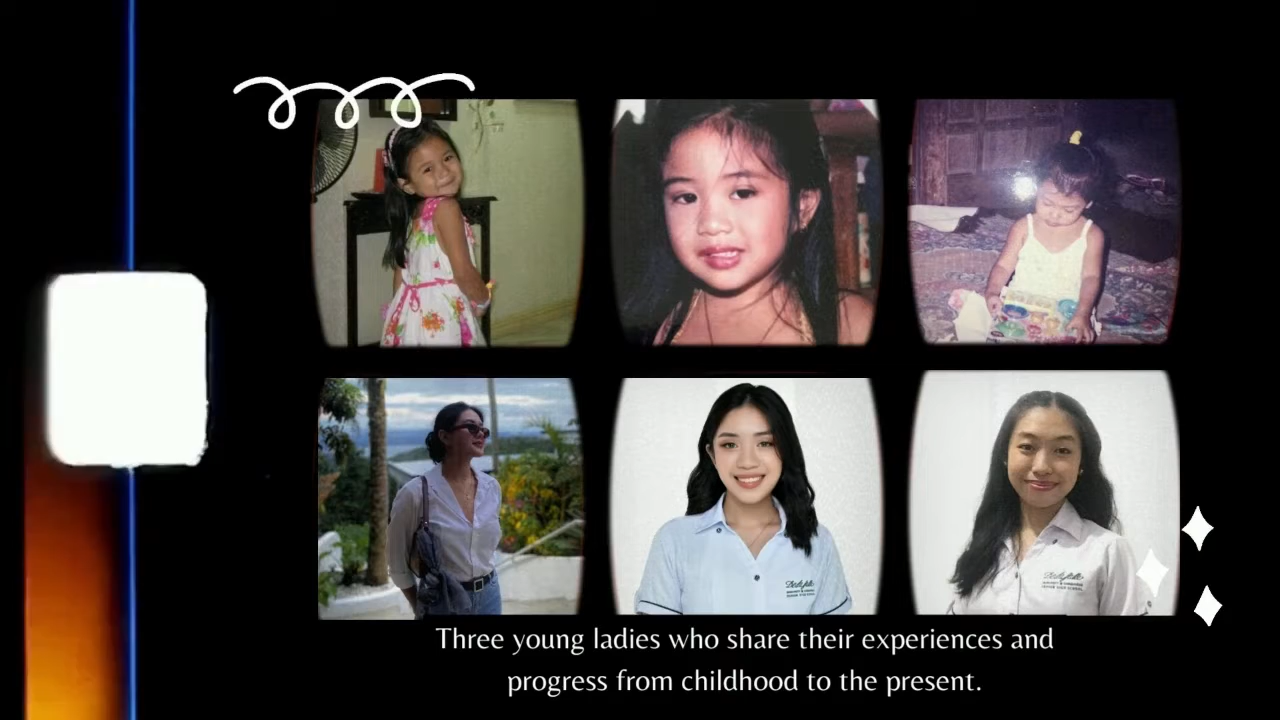 Three young ladies who share their experiences and
progress from childhood to the present.